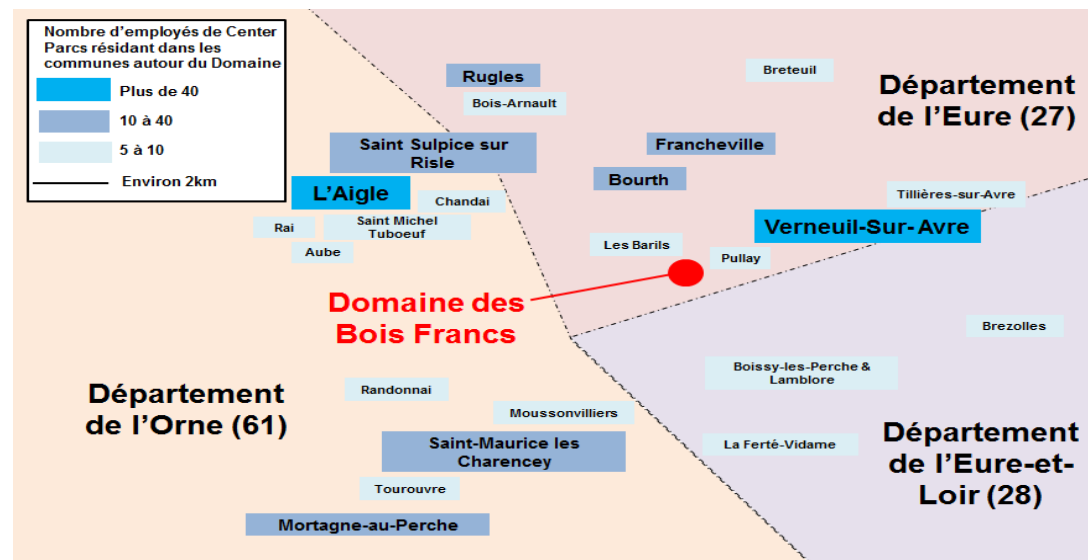 Nombre d'employés de Center
Parcs résidant dans les
communes autour du Domaine
Plus de 40
10 à 40
5 à 10
Environ 2km
Rugles
Bois-Arnault
Breteuil
Département
de l'Eure (27)
Saint Sulpice sur
Risle
Francheville
Bourth
L'Aigle
Chandai
Tillières-sur-Avre
Rai
Saint Michel
Tuboeuf
Aube
Verneuil-Sur-Avre
Les Barils
Pullay
Domaine des
Bois Francs
Brezolles
Boissy-les-Perche &
Lamblore
Département
de l'Orne (61)
Randonnai
Moussonvilliers
Saint-Maurice les
Charencey
La Ferté-Vidame
Département
de l'Eure-et-
Loir (28)
Tourouvre
Mortagne-au-Perche